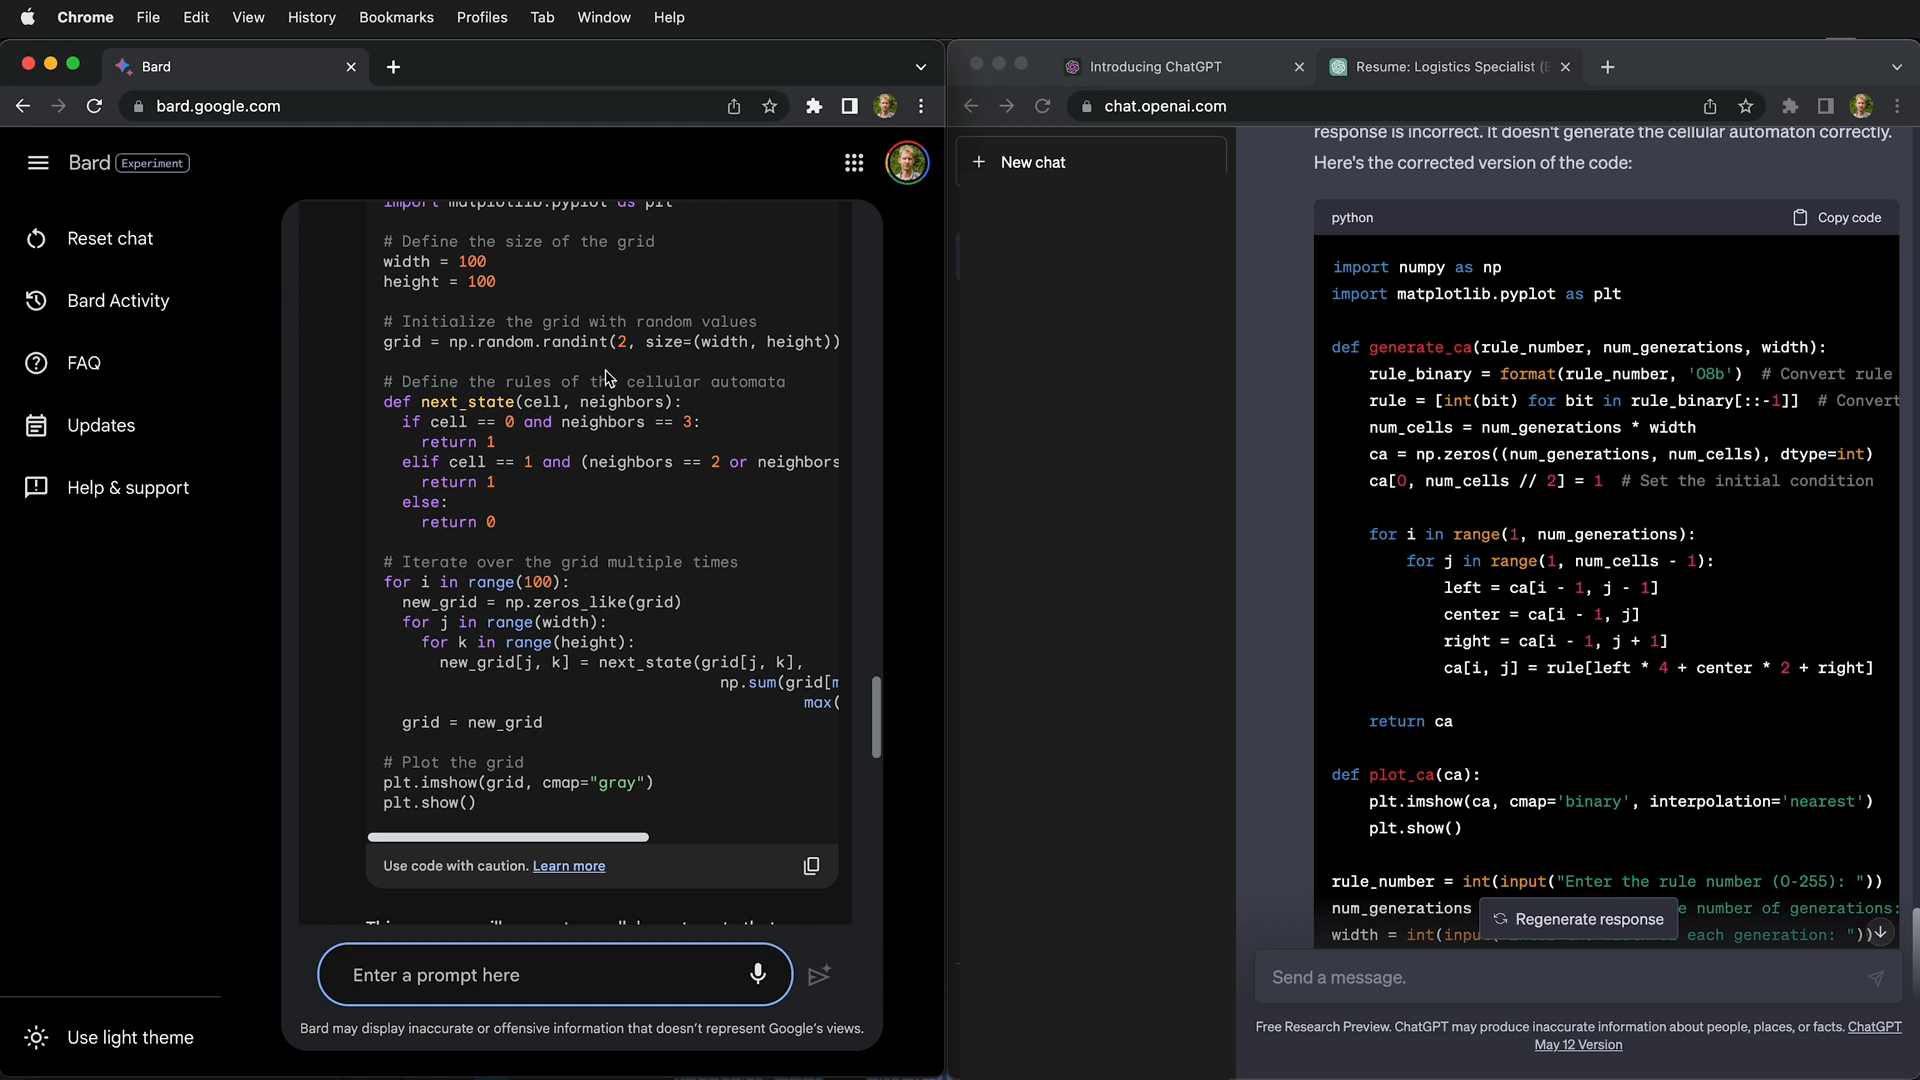 Chrome File Edit View History Bookmarks Profiles Tab Window Help
Bard
bard.google.com
Bard Experiment
Reset chat
Bard Activity
FAQ
Updates
Help & support
Use light theme
import matplotlib.pyplot as plt
# Define the size of the grid
width = 100
height = 100
# Initialize the grid with random values
grid = np.random.randint(2, size=(width, height))
# Define the rules of the cellular automata
def next_state(cell, neighbors):
if cell == 0 and neighbors == 3:
return 1
elif cell == 1 and (neighbors == 2 or neighbors
return 1
else:
return 0
# Iterate over the grid multiple times
for i in range(100):
new_grid = np.zeros_like(grid)
for j in range(width):
for k in range(height):
new_grid[j, k] = next_state(grid[j, k],
np.sum(grid[m
max(
grid = new_grid
# Plot the grid
plt.imshow(grid, cmap="gray")
plt.show()
Use code with caution. Learn more
Enter a prompt here
Bard may display inaccurate or offensive information that doesn't represent Google's views.
Introducing ChatGPT
Resume: Logistics Specialist (E
chat.openai.com
New chat
response is incorrect. It doesn't generate the cellular automaton correctly.
Here's the corrected version of the code:
python
Copy code
import numpy as np
import matplotlib.pyplot as plt
def generate_ca(rule_number, num_generations, width):
rule_binary = format(rule_number, '08b') # Convert rule
rule = [int(bit) for bit in rule_binary[::-1]] # Convert
num_cells = num_generations * width
ca = np.zeros((num_generations, num_cells), dtype=int)
ca[0, num_cells // 2] = 1 # Set the initial condition
for i in range(1, num_generations):
for j in range(1, num_cells - 1):
left = ca[i - 1, j - 1]
center = ca[i - 1, j]
right = ca[i - 1, j + 1]
ca[i, j] = rule[left * 4 + center * 2 + right]
return ca
def plot_ca(ca):
plt.imshow(ca, cmap='binary', interpolation='nearest')
plt.show()
rule_number = int(input("Enter the rule number (0-255): "))
num_generations e number of generations:
width = int(inpu each generation: "))
Regenerate response
Send a message.
Free Research Preview. ChatGPT may produce inaccurate information about people, places, or facts. ChatGPT
May 12 Version